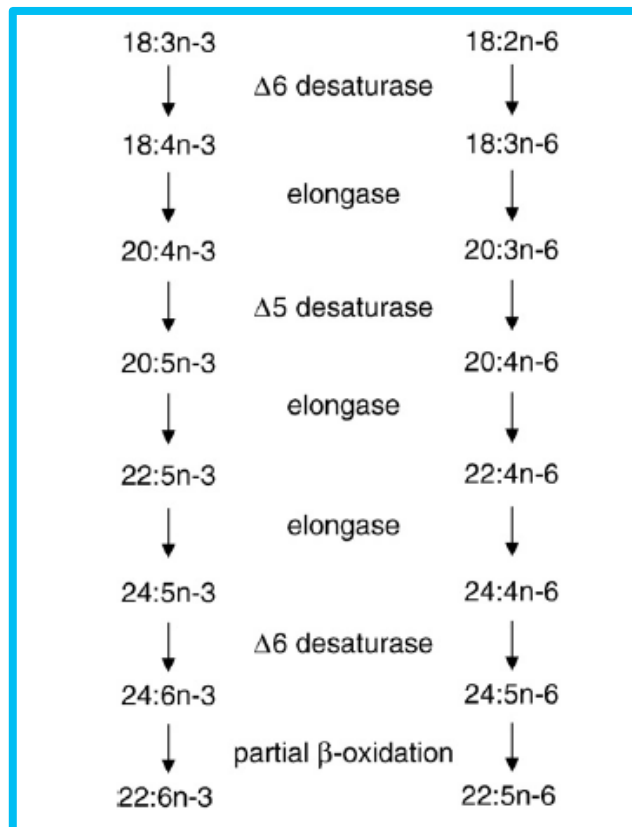 18:3n-3 18:2n-6
Δ6 desaturase
18:4n-3 18:3n-6
elongase
20:4n-3 20:3n-6
Δ5 desaturase
20:5n-3 20:4n-6
elongase
22:5n-3 22:4n-6
elongase
24:5n-3 24:4n-6
Δ6 desaturase
24:6n-3 24:5n-6
partial β-oxidation
22:6n-3 22:5n-6